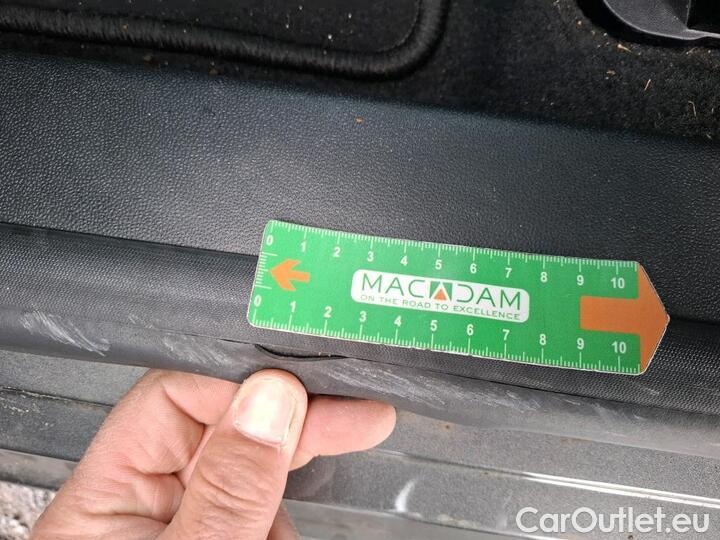 0 1 2 3 4 5 6 7 8 9 10
MACADAM
ON THE ROAD TO EXCELLENCE
0 1 2 3 4 5 6 7 8 9 10
CarOutlet.eu